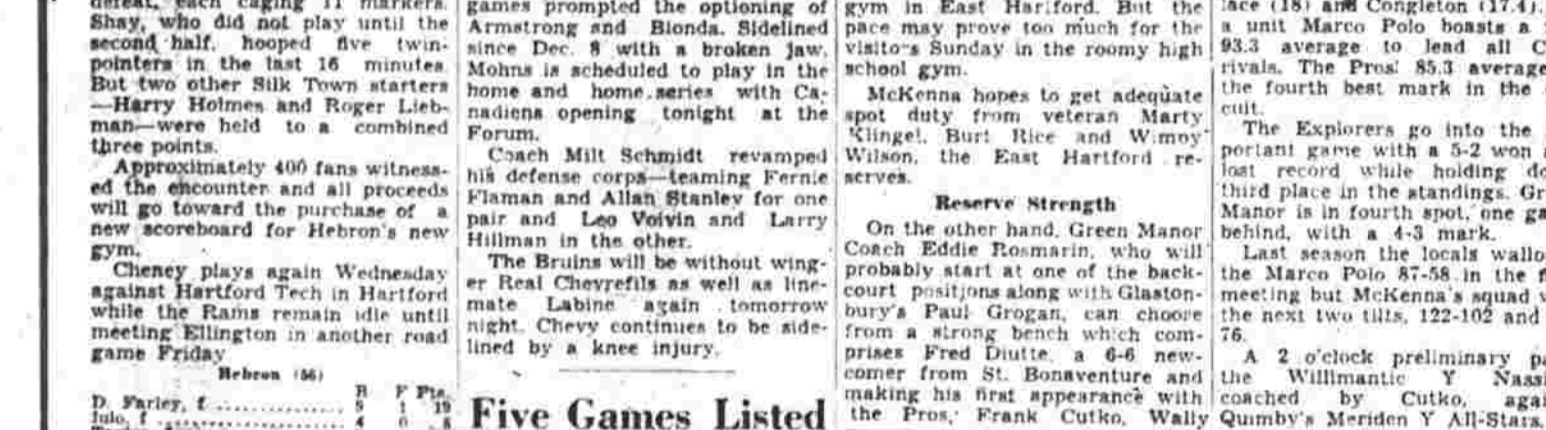 defeat, each caging 11 markers.
Shay, who did not play until the
second half, hooped five twin-
pointers in the last 16 minutes.
But two other Silk Town starters
—Harry Holmes and Roger Lieb-
man—were held to a combined
three points.
Approximately 400 fans witness-
ed the encounter and all proceeds
will go toward the purchase of a
new scoreboard for Hebron's new
gym.
Cheney plays again Wednesday
against Hartford Tech in Hartford
while the Rams remain idle until
meeting Ellington in another road
game Friday
Hebron (56)
B F Pts.
D. Farley, f 9 1 19
Julo, f 4 0 8
games prompted the optioning of
Armstrong and Bionda. Sidelined
since Dec. 8 with a broken jaw,
Mohns is scheduled to play in the
home and home series with Ca-
nadiens opening tonight at the
Forum.
Coach Milt Schmidt revamped
his defense corps—teaming Fernie
Flaman and Allan Stanley for one
pair and Leo Voivin and Larry
Hillman in the other.
The Bruins will be without wing-
er Real Chevrefils as well as line-
mate Labine again tomorrow
night. Chevy continues to be side-
lined by a knee injury.
Five Games Listed
gym in East Hartford. But the
pace may prove too much for the
visitors Sunday in the roomy high
school gym.
McKenna hopes to get adequate
spot duty from veteran Marty
Klingel, Burt Rice and Wimoy
Wilson, the East Hartford re-
serves.
Reserve Strength
On the other hand, Green Manor
Coach Eddie Rosmarin, who will
probably start at one of the back-
court positions along with Glaston-
bury's Paul Grogan, can choore
from a strong bench which com-
prises Fred Diutte, a 6-6 new-
comer from St. Bonaventure and
making his first appearance with
the Pros, Frank Cutko, Wally
lace (18) and Congleton (17.4).
a unit Marco Polo boasts a
93.3 average to lead all C
rivals. The Pros' 85.3 average
the fourth best mark in the
cuit.
The Explorers go into the
portant game with a 5-2 won
lost record while holding do
third place in the standings. Gr
Manor is in fourth spot, one ga
behind, with a 4-3 mark.
Last season the locals wallo
the Marco Polo 87-58 in the f
meeting but McKenna's squad w
the next two tilts, 122-102 and
76.
A 2 o'clock preliminary pa
the Willimantic Y Nassi
coached by Cutko, agai
Quimby's Meriden Y All-Stars.